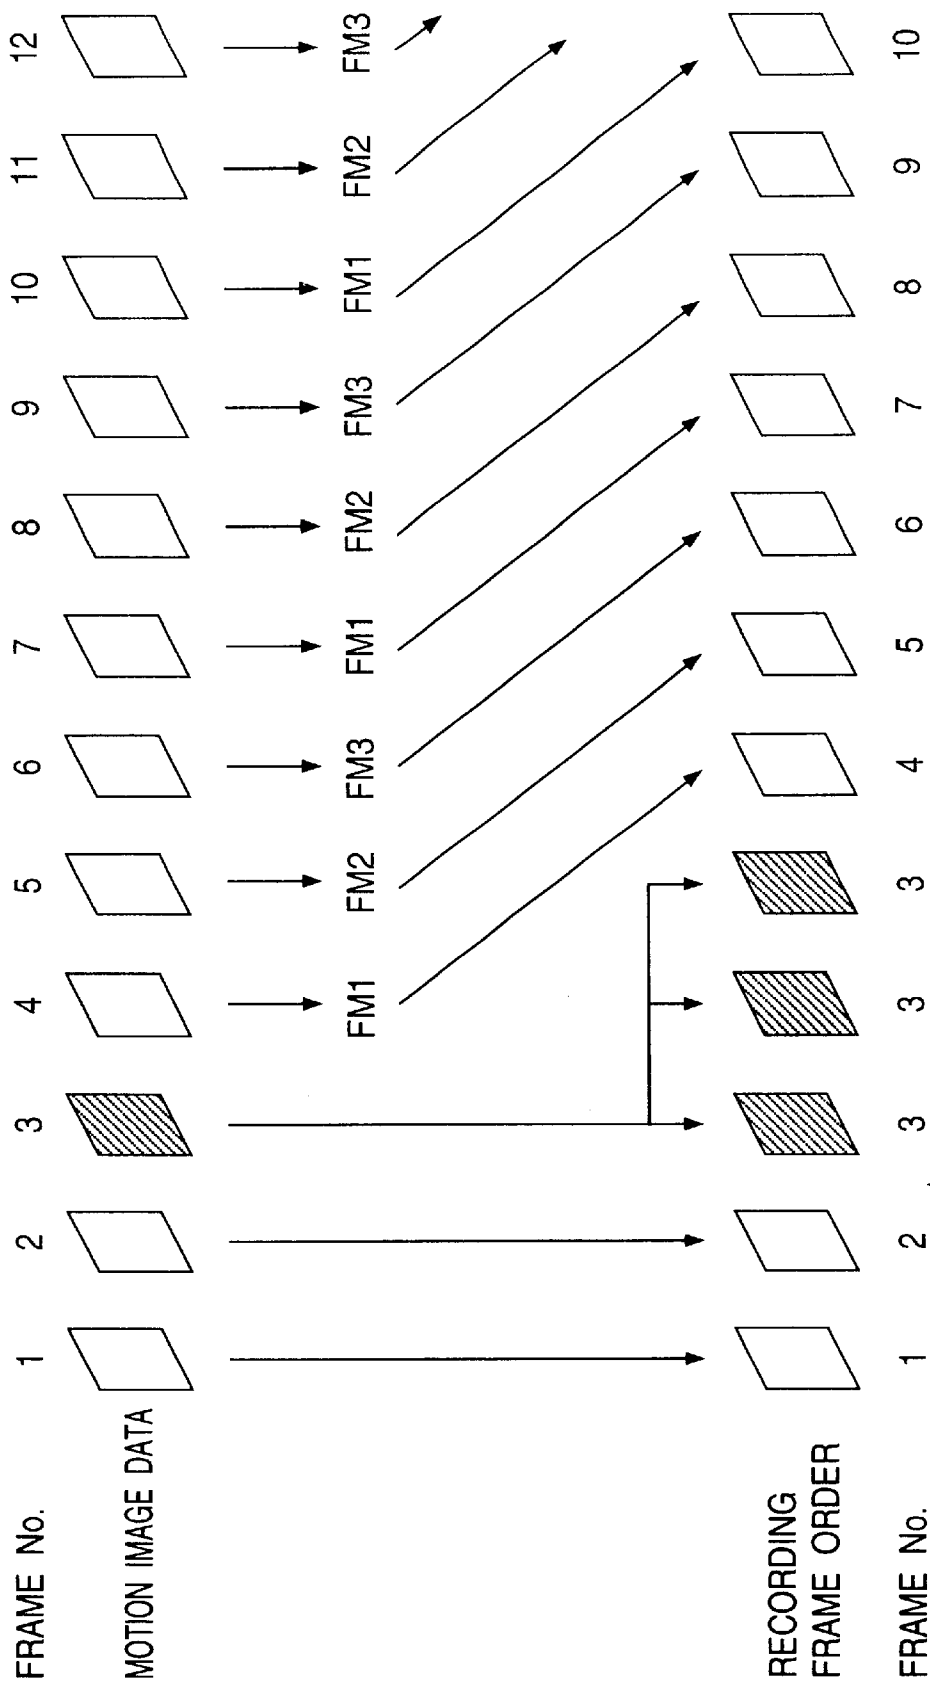 FRAME No. 1 2 3 4 5 6 7 8 9 10 11 12
MOTION IMAGE DATA
FM1 FM2 FM3 FM1 FM2 FM3 FM1 FM2 FM3
RECORDING
FRAME ORDER
FRAME No. 1 2 3 3 3 4 5 6 7 8 9 10